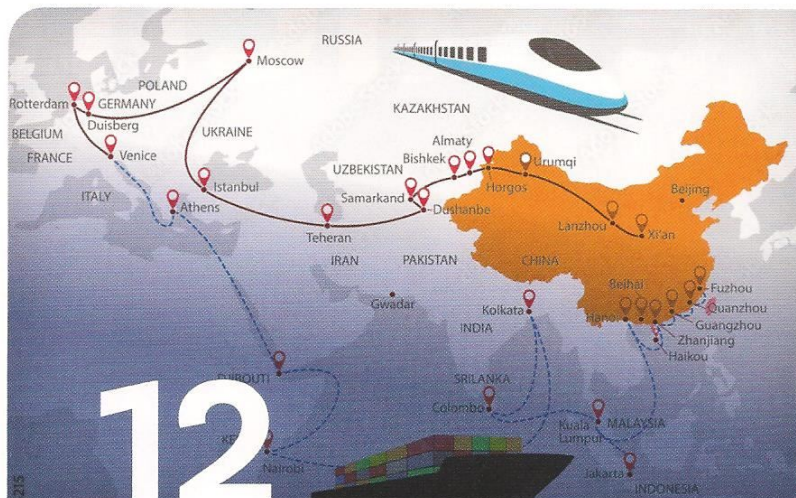 RUSSIA
Moscow
POLAND
Rotterdam
GERMANY
Duisberg
KAZAKHSTAN
BELGIUM
UKRAINE
Almaty
FRANCE
Venice
Bishkek
Urumqi
UZBEKISTAN
Horgos
Istanbul
ITALY
Samarkand
Beijing
Athens
Dushanbe
Lanzhou
Xi'an
Teheran
IRAN
PAKISTAN
CHINA
Beihai
Fuzhou
Gwadar
Kolkata
Hanoi
Quanzhou
INDIA
Guangzhou
Zhanjiang
Haikou
DJIBOUTI
SRILANKA
12
Colombo
Kuala
Lumpur
MALAYSIA
Nairobi
Jakarta
INDONESIA